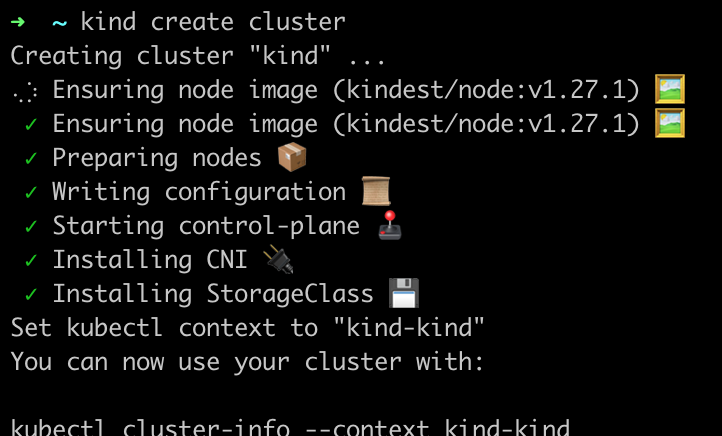 ➜  ~ kind create cluster
Creating cluster "kind" ...
⢎⡱ Ensuring node image (kindest/node:v1.27.1) 🖼
✓ Ensuring node image (kindest/node:v1.27.1) 🖼
✓ Preparing nodes 📦
✓ Writing configuration 📜
✓ Starting control-plane 🕹
✓ Installing CNI 🔌
✓ Installing StorageClass 💾
Set kubectl context to "kind-kind"
You can now use your cluster with:
kubectl cluster-info --context kind-kind